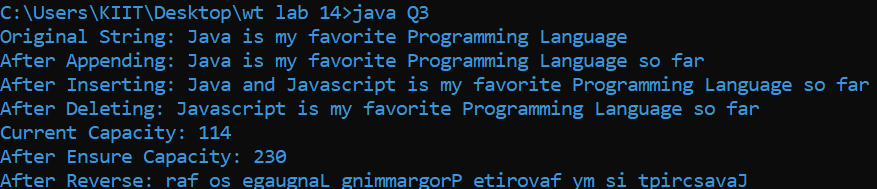 C:\Users\KIIT\Desktop\wt lab 14>java Q3
Original String: Java is my favorite Programming Language
After Appending: Java is my favorite Programming Language so far
After Inserting: Java and Javascript is my favorite Programming Language so far
After Deleting: Javascript is my favorite Programming Language so far
Current Capacity: 114
After Ensure Capacity: 230
After Reverse: raf os egaugnaL gnimmargorP etirovaf ym si tpircsavaJ